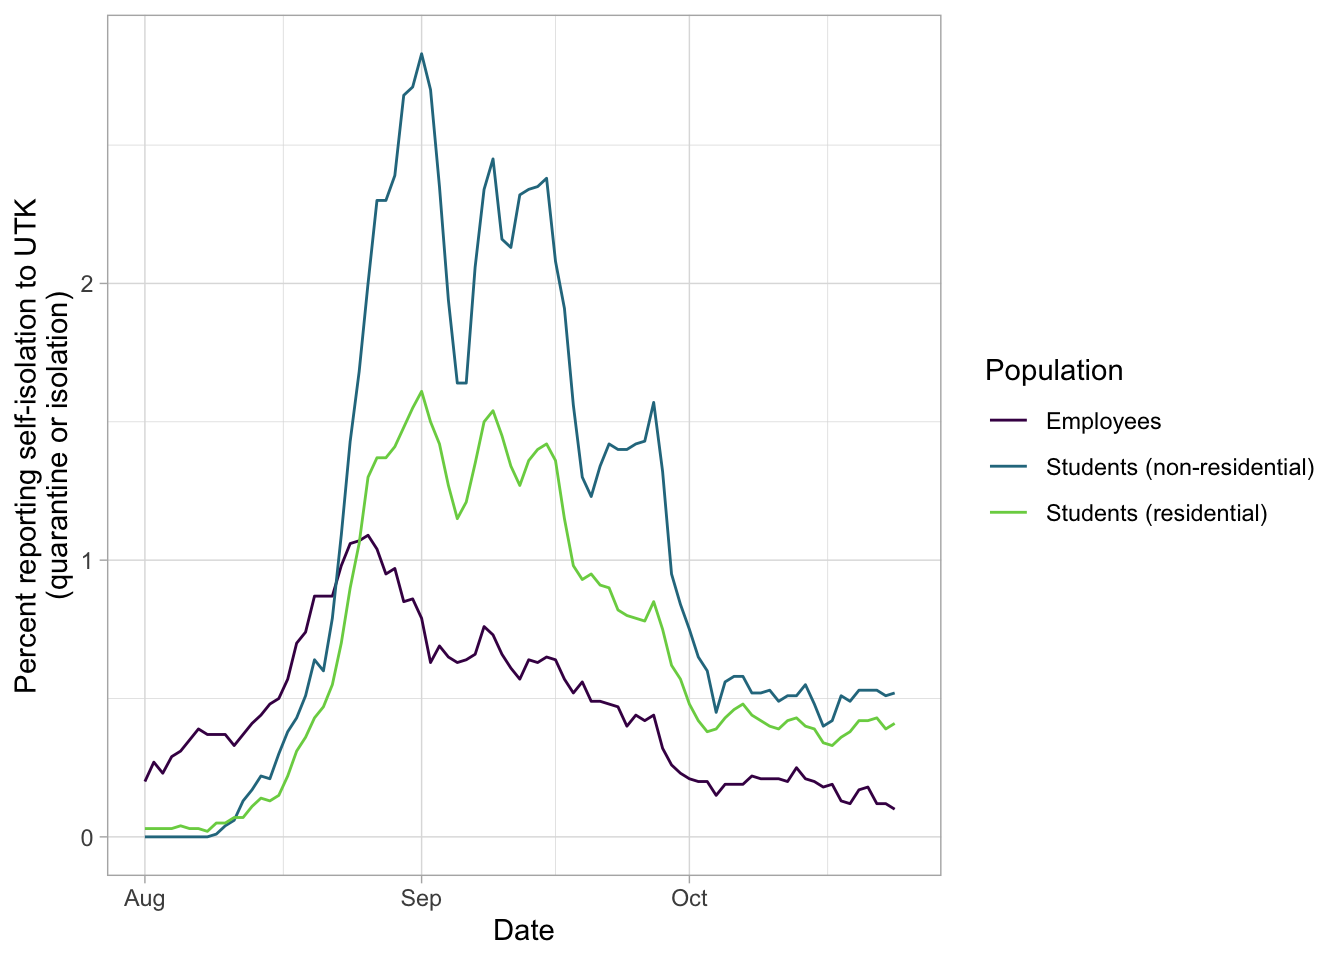 Percent reporting self-isolation to UTK
(quarantine or isolation)
2
1
0
Aug
Sep
Oct
Date
Population
Employees
Students (non-residential)
Students (residential)